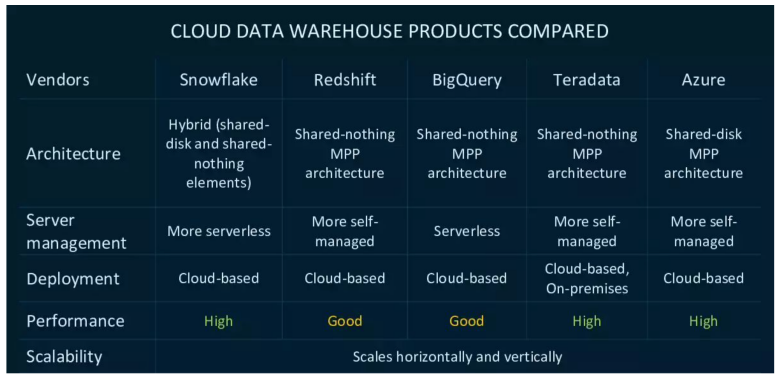 CLOUD DATA WAREHOUSE PRODUCTS COMPARED
Vendors Snowflake Redshift BigQuery Teradata Azure
Architecture
Hybrid (shared-
disk and shared-
nothing
elements)
Shared-nothing
MPP
architecture
Shared-nothing
MPP
architecture
Shared-nothing
MPP
architecture
Shared-disk
MPP
architecture
Server
management
More serverless
More self-
managed
Serverless
More self-
managed
More self-
managed
Deployment
Cloud-based
Cloud-based
Cloud-based
Cloud-based,
On-premises
Cloud-based
Performance High Good Good High High
Scalability Scales horizontally and vertically